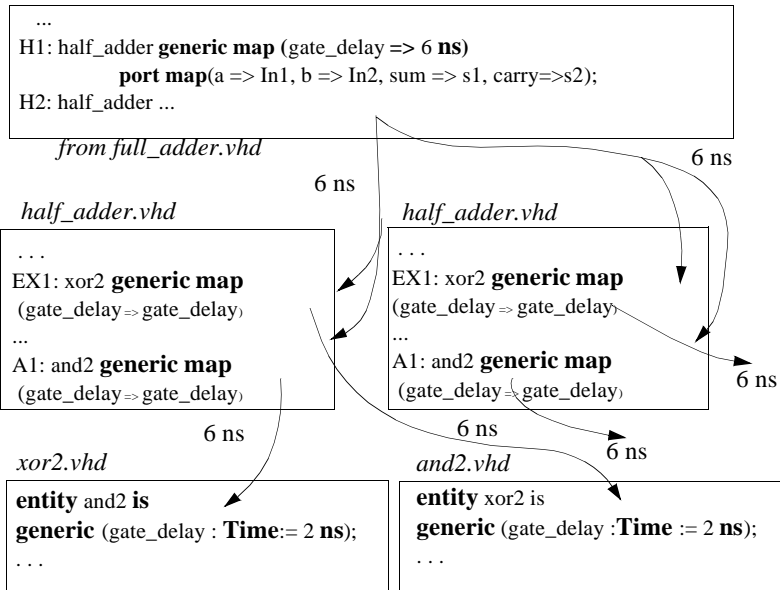 ...
H1: half_adder generic map (gate_delay => 6 ns)
port map(a => In1, b => In2, sum => s1, carry=>s2);
H2: half_adder ...
from full_adder.vhd
6 ns
6 ns
half_adder.vhd
. . .
EX1: xor2 generic map
(gate_delay => gate_delay)
...
A1: and2 generic map
(gate_delay => gate_delay)
half_adder.vhd
. . .
EX1: xor2 generic map
(gate_delay => gate_delay)
...
A1: and2 generic map
(gate_delay => gate_delay)
6 ns
6 ns
6 ns
6 ns
xor2.vhd
entity and2 is
generic (gate_delay : Time:= 2 ns);
. . .
and2.vhd
entity xor2 is
generic (gate_delay :Time := 2 ns);
. . .